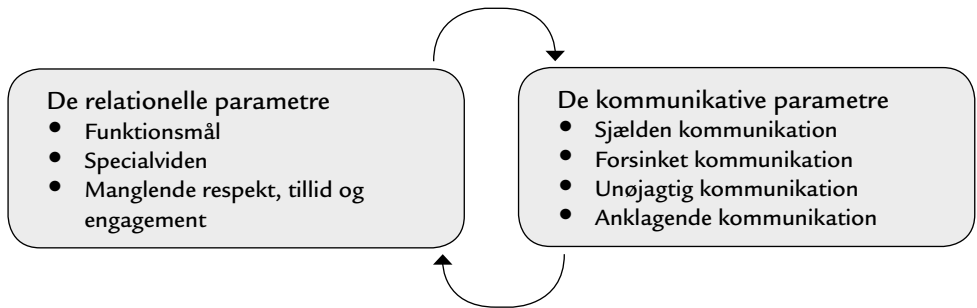 De relationelle parametre
• Funktionsmål
• Specialviden
• Manglende respekt, tillid og
engagement
De kommunikative parametre
• Sjælden kommunikation
• Forsinket kommunikation
• Unøjagtig kommunikation
• Anklagende kommunikation